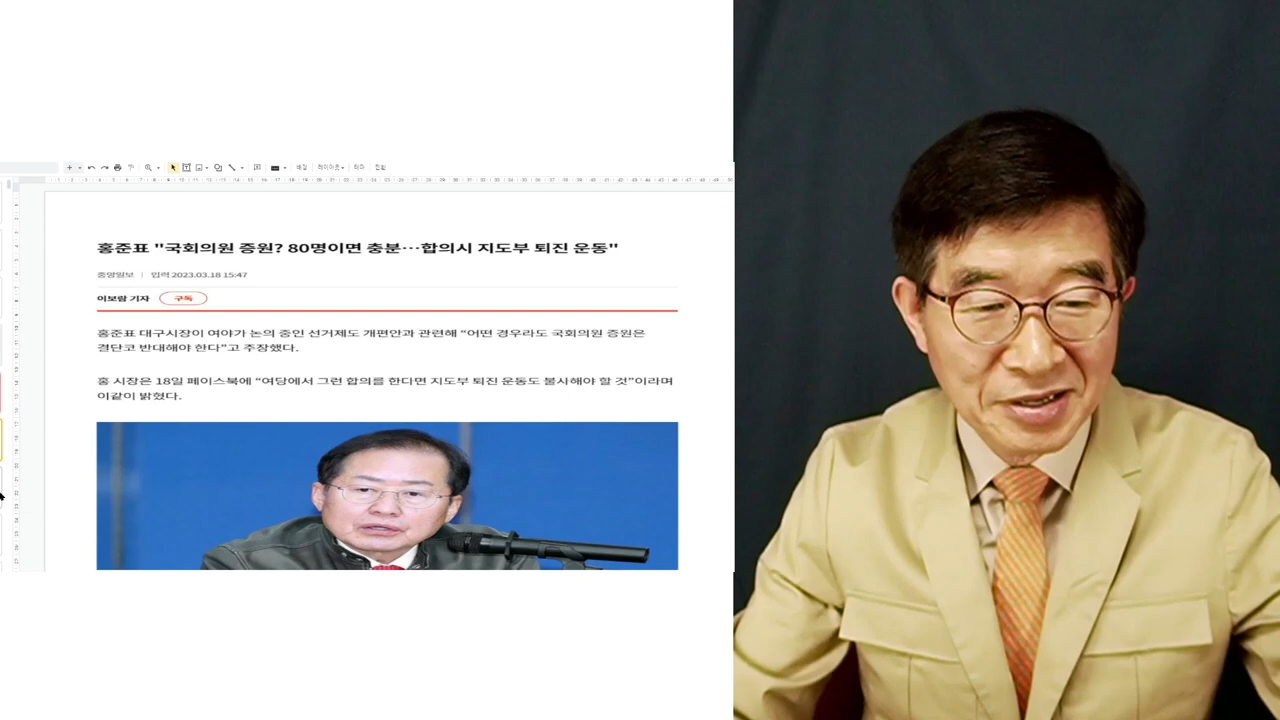 홍준표 "국회의원 증원? 80명이면 충분…합의시 지도부 퇴진 운동"
중앙일보 | 입력 2023.03.18 15:47
이보람 기자 구독
홍준표 대구시장이 여야가 논의 중인 선거제도 개편안과 관련해 “어떤 경우라도 국회의원 증원은
결단코 반대해야 한다”고 주장했다.
홍 시장은 18일 페이스북에 “여당에서 그런 합의를 한다면 지도부 퇴진 운동도 불사해야 할 것”이라며
이같이 밝혔다.